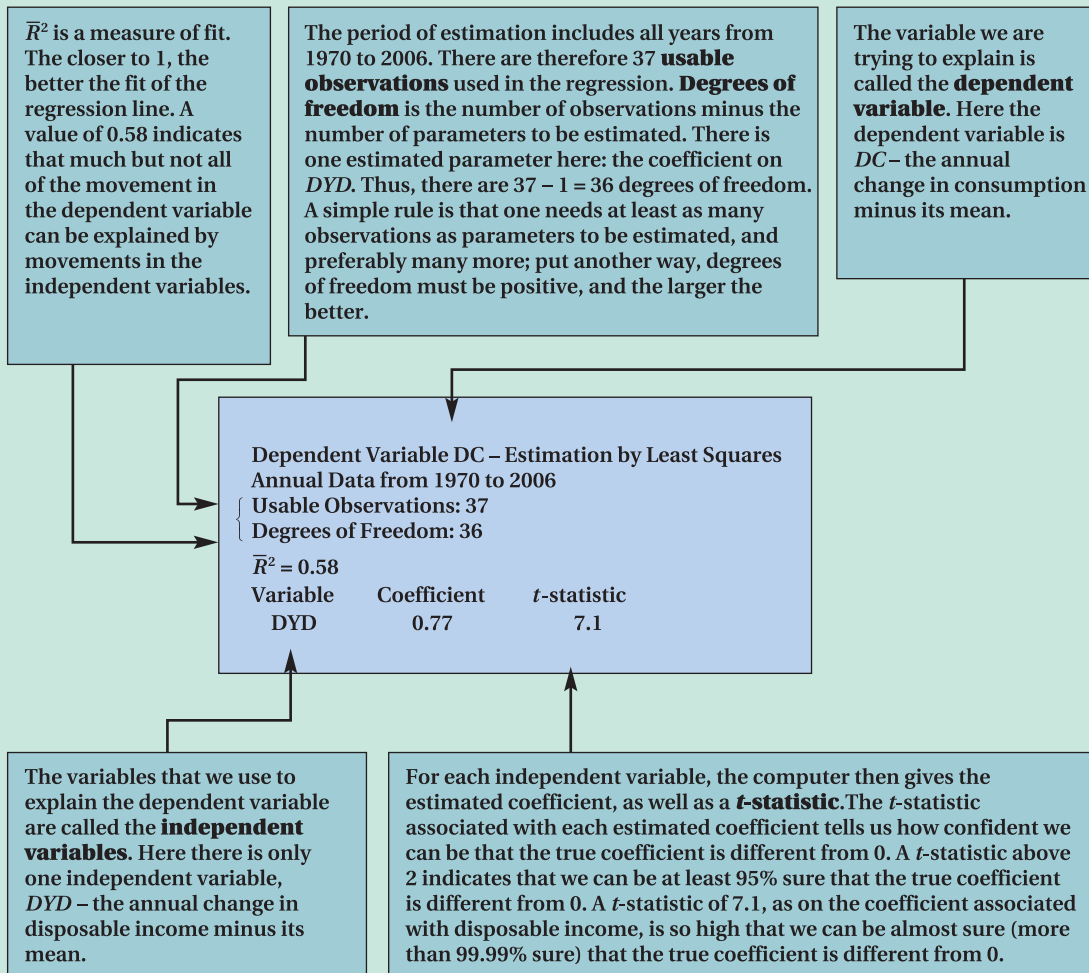 R̅² is a measure of fit.
The closer to 1, the
better the fit of the
regression line. A
value of 0.58 indicates
that much but not all
of the movement in
the dependent variable
can be explained by
movements in the
independent variables.
The period of estimation includes all years from
1970 to 2006. There are therefore 37 usable
observations used in the regression. Degrees of
freedom is the number of observations minus the
number of parameters to be estimated. There is
one estimated parameter here: the coefficient on
DYD. Thus, there are 37 – 1 = 36 degrees of freedom.
A simple rule is that one needs at least as many
observations as parameters to be estimated, and
preferably many more; put another way, degrees
of freedom must be positive, and the larger the
better.
The variable we are
trying to explain is
called the dependent
variable. Here the
dependent variable is
DC – the annual
change in consumption
minus its mean.
Dependent Variable DC – Estimation by Least Squares
Annual Data from 1970 to 2006
Usable Observations: 37
Degrees of Freedom: 36
R̅² = 0.58
Variable Coefficient t-statistic
DYD 0.77 7.1
The variables that we use to
explain the dependent variable
are called the independent
variables. Here there is only
one independent variable,
DYD – the annual change in
disposable income minus its
mean.
For each independent variable, the computer then gives the
estimated coefficient, as well as a t-statistic.The t-statistic
associated with each estimated coefficient tells us how confident we
can be that the true coefficient is different from 0. A t-statistic above
2 indicates that we can be at least 95% sure that the true coefficient
is different from 0. A t-statistic of 7.1, as on the coefficient associated
with disposable income, is so high that we can be almost sure (more
than 99.99% sure) that the true coefficient is different from 0.